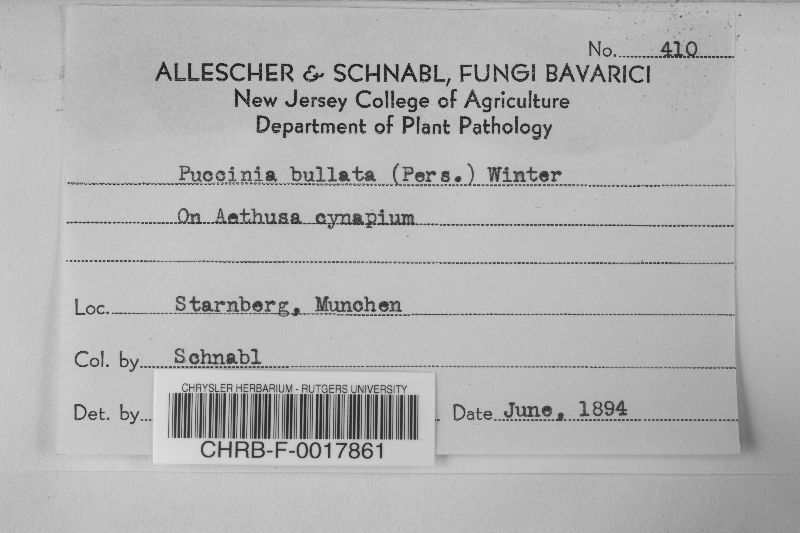 No. 410
ALLESCHER & SCHNABL, FUNGI BAVARICI
New Jersey College of Agriculture
Department of Plant Pathology
Puccinia bullata (Pers.) Winter
On Aethusa cynapium
Loc. Starnberg, Munchen
Col. by Schnabl
CHRYSLER HERBARIUM - RUTGERS UNIVERSITY
Det. by Date June, 1894
CHRB-F-0017861